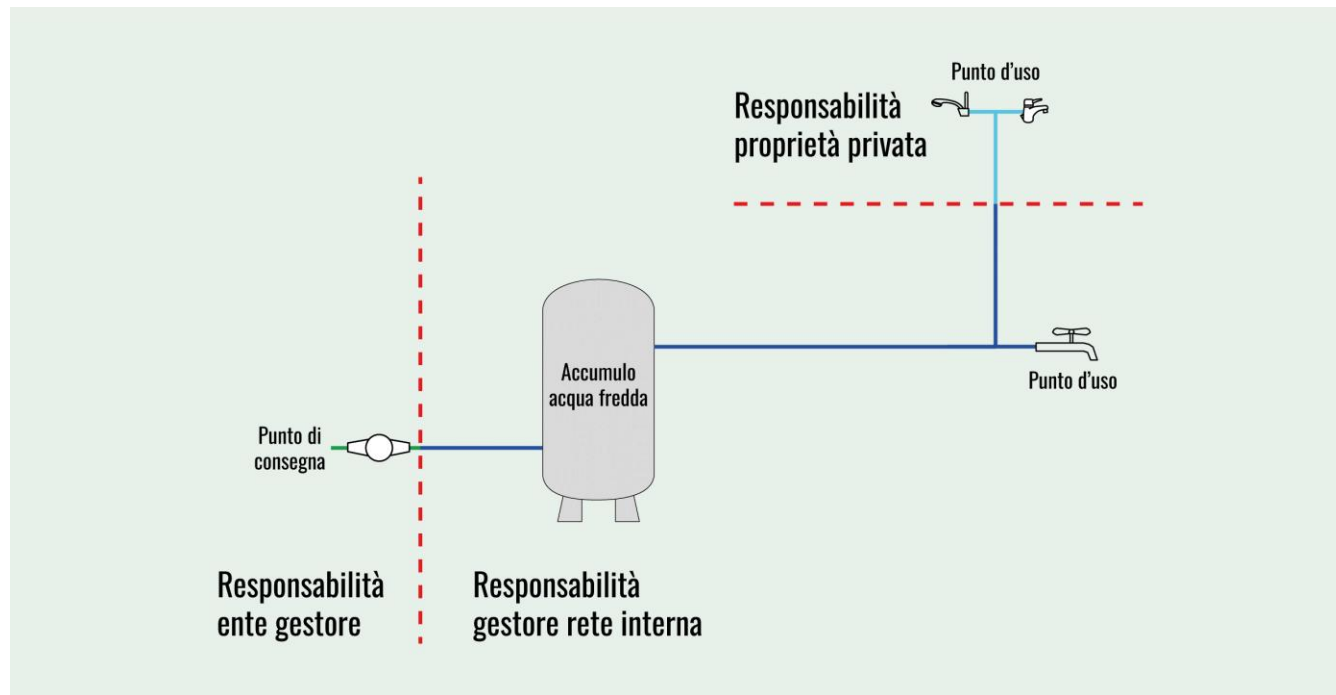 Punto d’uso
Responsabilità
proprietà privata
Accumulo
acqua fredda
Punto d’uso
Punto di
consegna
Responsabilità
ente gestore
Responsabilità
gestore rete interna